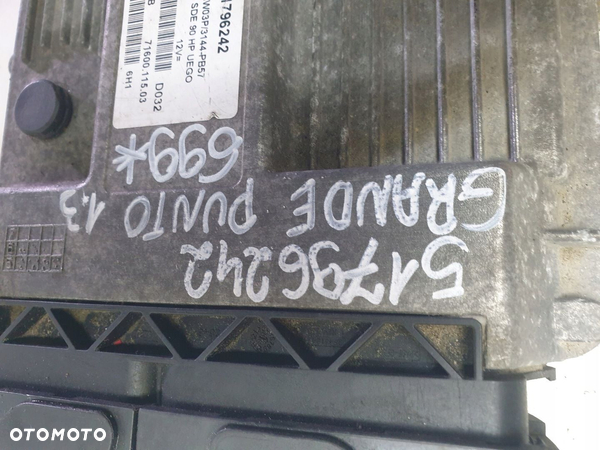 1796242
W03P/3144-PB57
SDE 90 HP UEGO
12V=
71600.115.03
D032
6H1
699*
GRANDE PUNTO 1,3
51796242
OTOMOTO